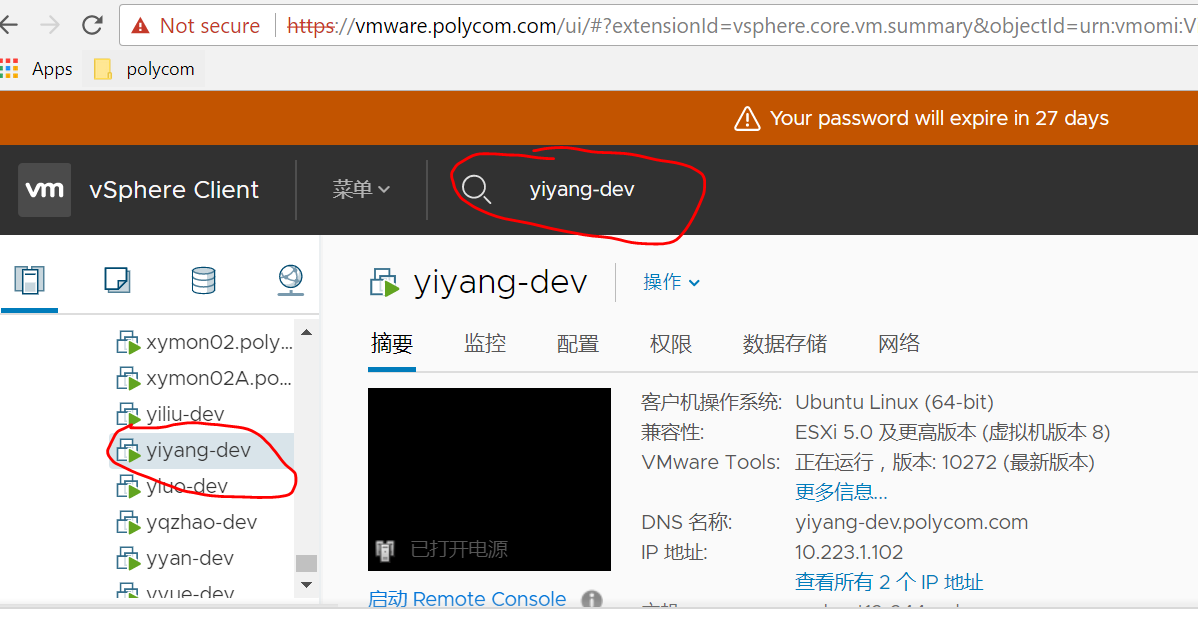 Not secure https://vmware.polycom.com/ui/#?extensionId=vsphere.core.vm.summary&objectId=urn:vmomi:V
Apps polycom
Your password will expire in 27 days
vm vSphere Client 菜单 yiyang-dev
yiyang-dev 操作
摘要 监控 配置 权限 数据存储 网络
xymon02.poly...
xymon02A.po...
yiliu-dev
yiyang-dev
yluo-dev
yqzhao-dev
yyan-dev
yyue-dev
已打开电源
启动 Remote Console
客户机操作系统: Ubuntu Linux (64-bit)
兼容性: ESXi 5.0 及更高版本 (虚拟机版本 8)
VMware Tools: 正在运行，版本: 10272 (最新版本)
更多信息...
DNS 名称: yiyang-dev.polycom.com
IP 地址: 10.223.1.102
查看所有 2 个 IP 地址